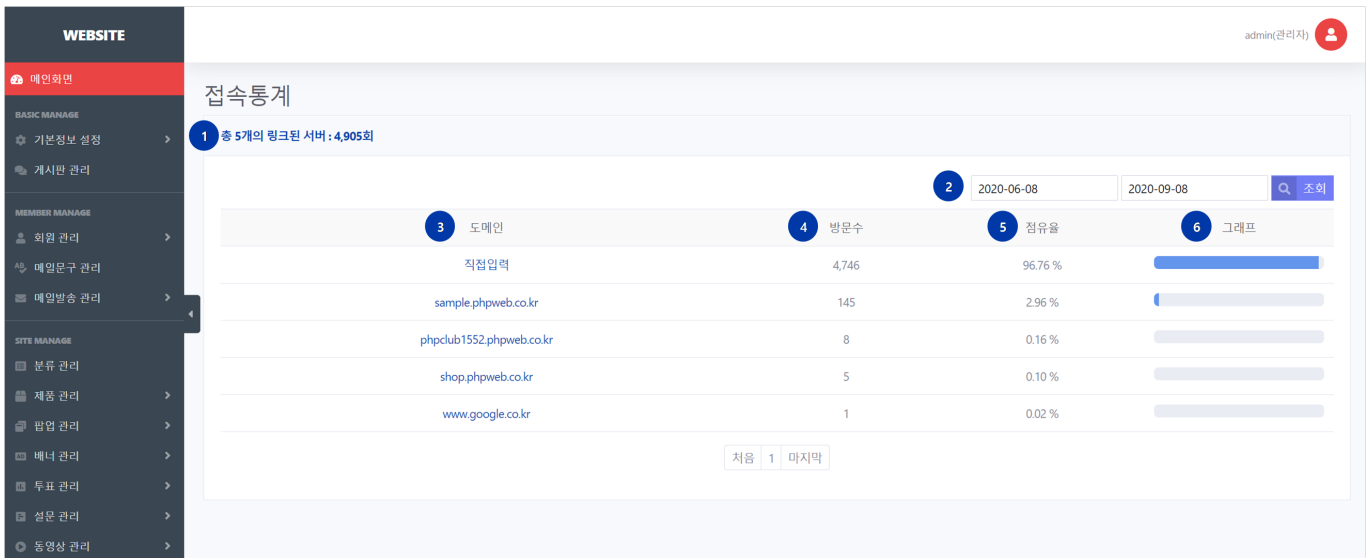 WEBSITE
admin(관리자)
메인화면
BASIC MANAGE
기본정보 설정
게시판 관리
MEMBER MANAGE
회원 관리
메일문구 관리
메일발송 관리
SITE MANAGE
분류 관리
제품 관리
팝업 관리
배너 관리
투표 관리
설문 관리
동영상 관리
접속통계
1 총 5개의 링크된 서버 : 4,905회
2 2020-06-08 2020-09-08 조회
3 도메인 4 방문수 5 점유율 6 그래프
직접입력 4,746 96.76 %
sample.phpweb.co.kr 145 2.96 %
phpclub1552.phpweb.co.kr 8 0.16 %
shop.phpweb.co.kr 5 0.10 %
www.google.co.kr 1 0.02 %
처음 1 마지막